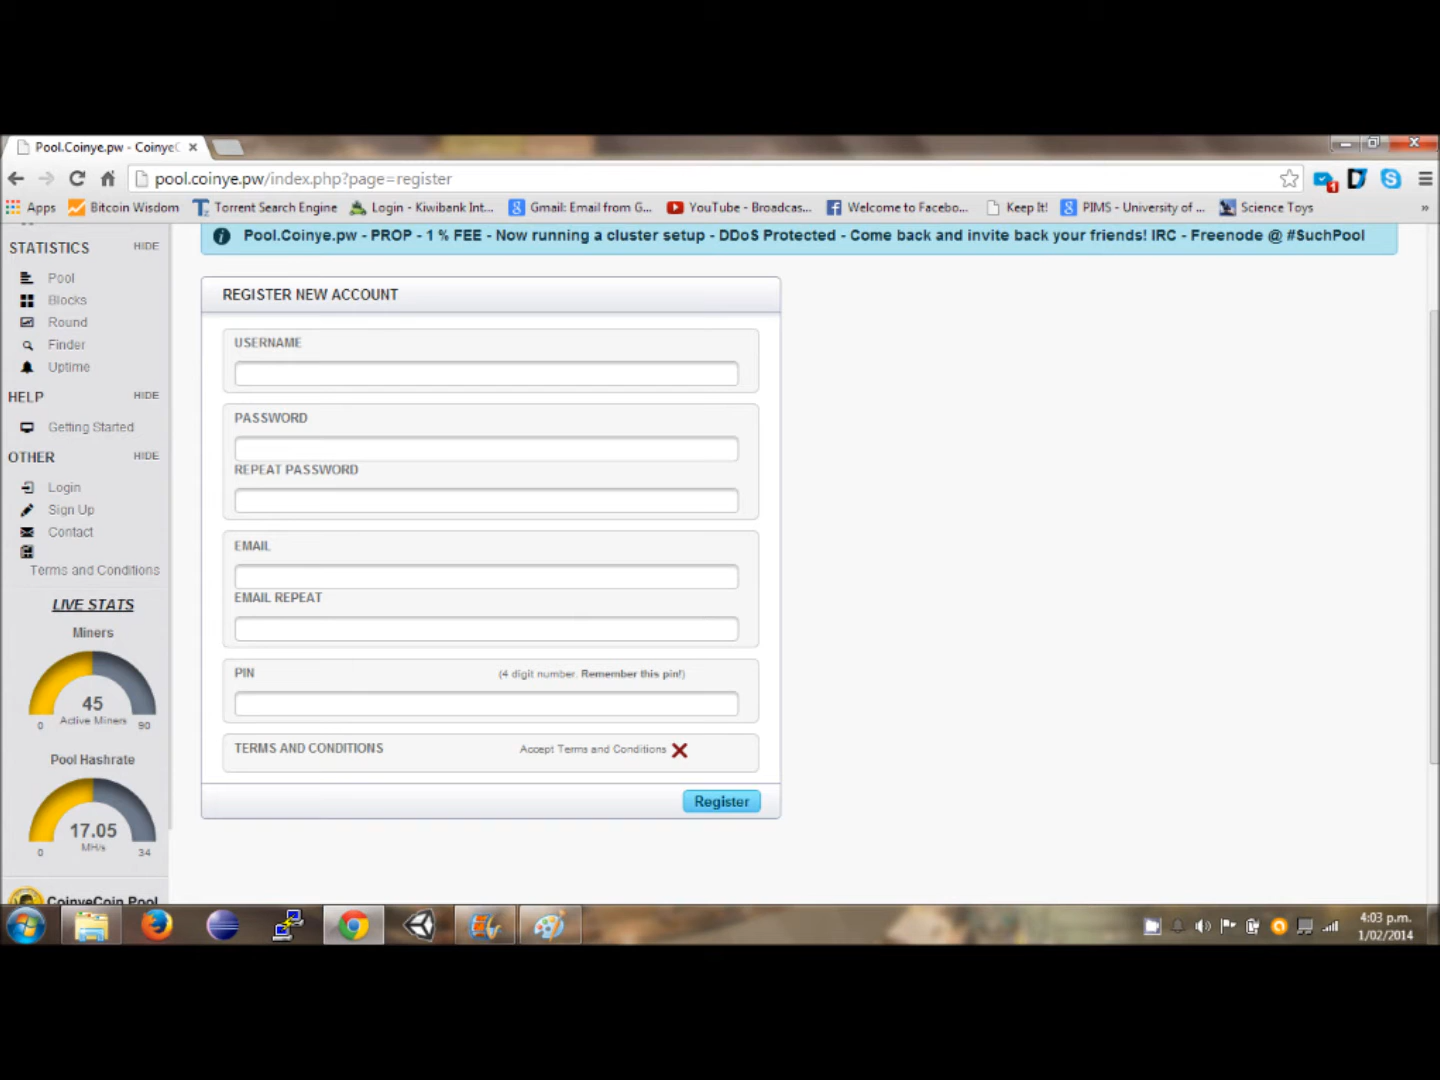 Pool.Coinye.pw - CoinyeC
pool.coinye.pw/index.php?page=register
Apps
Bitcoin Wisdom
Torrent Search Engine
Login - Kiwibank Int...
Gmail: Email from G...
YouTube - Broadcas...
Welcome to Facebo...
Keep It!
PIMS - University of ...
Science Toys
»
Pool.Coinye.pw - PROP - 1 % FEE - Now running a cluster setup - DDoS Protected - Come back and invite back your friends! IRC - Freenode @ #SuchPool
STATISTICS HIDE
Pool
Blocks
Round
Finder
Uptime
HELP HIDE
Getting Started
OTHER HIDE
Login
Sign Up
Contact
Terms and Conditions
LIVE STATS
Miners
45
Active Miners
0 90
Pool Hashrate
17.05
MH/s
0 34
CoinyeCoin Pool
REGISTER NEW ACCOUNT
USERNAME
PASSWORD
REPEAT PASSWORD
EMAIL
EMAIL REPEAT
PIN (4 digit number. Remember this pin!)
TERMS AND CONDITIONS Accept Terms and Conditions
Register
4:03 p.m.
1/02/2014